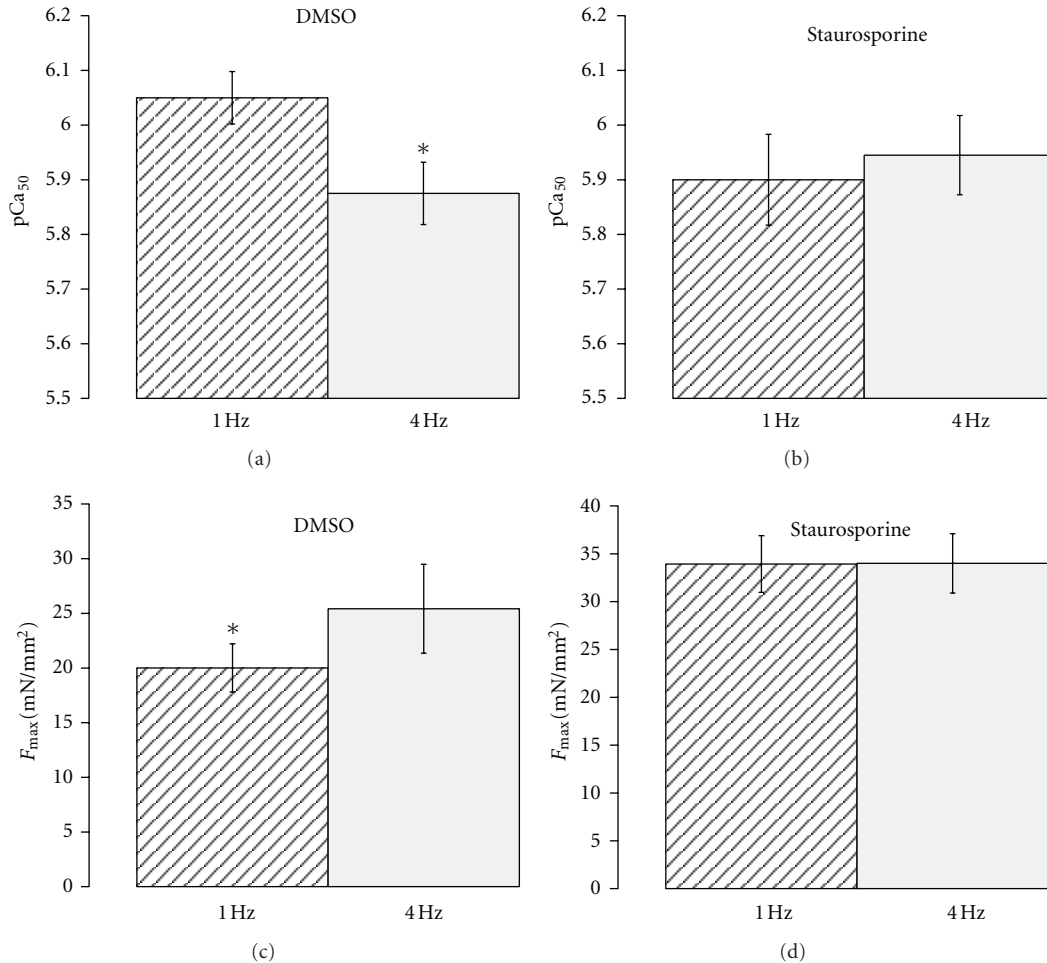 DMSO
6.2
6.1
6
5.9
5.8
5.7
5.6
5.5
pCa₅₀
*
1 Hz 4 Hz
(a)
Staurosporine
6.2
6.1
6
5.9
5.8
5.7
5.6
5.5
pCa₅₀
1 Hz 4 Hz
(b)
DMSO
35
30
25
20
15
10
5
0
F_max (mN/mm²)
*
1 Hz 4 Hz
(c)
Staurosporine
40
35
30
25
20
15
10
5
0
F_max (mN/mm²)
1 Hz 4 Hz
(d)